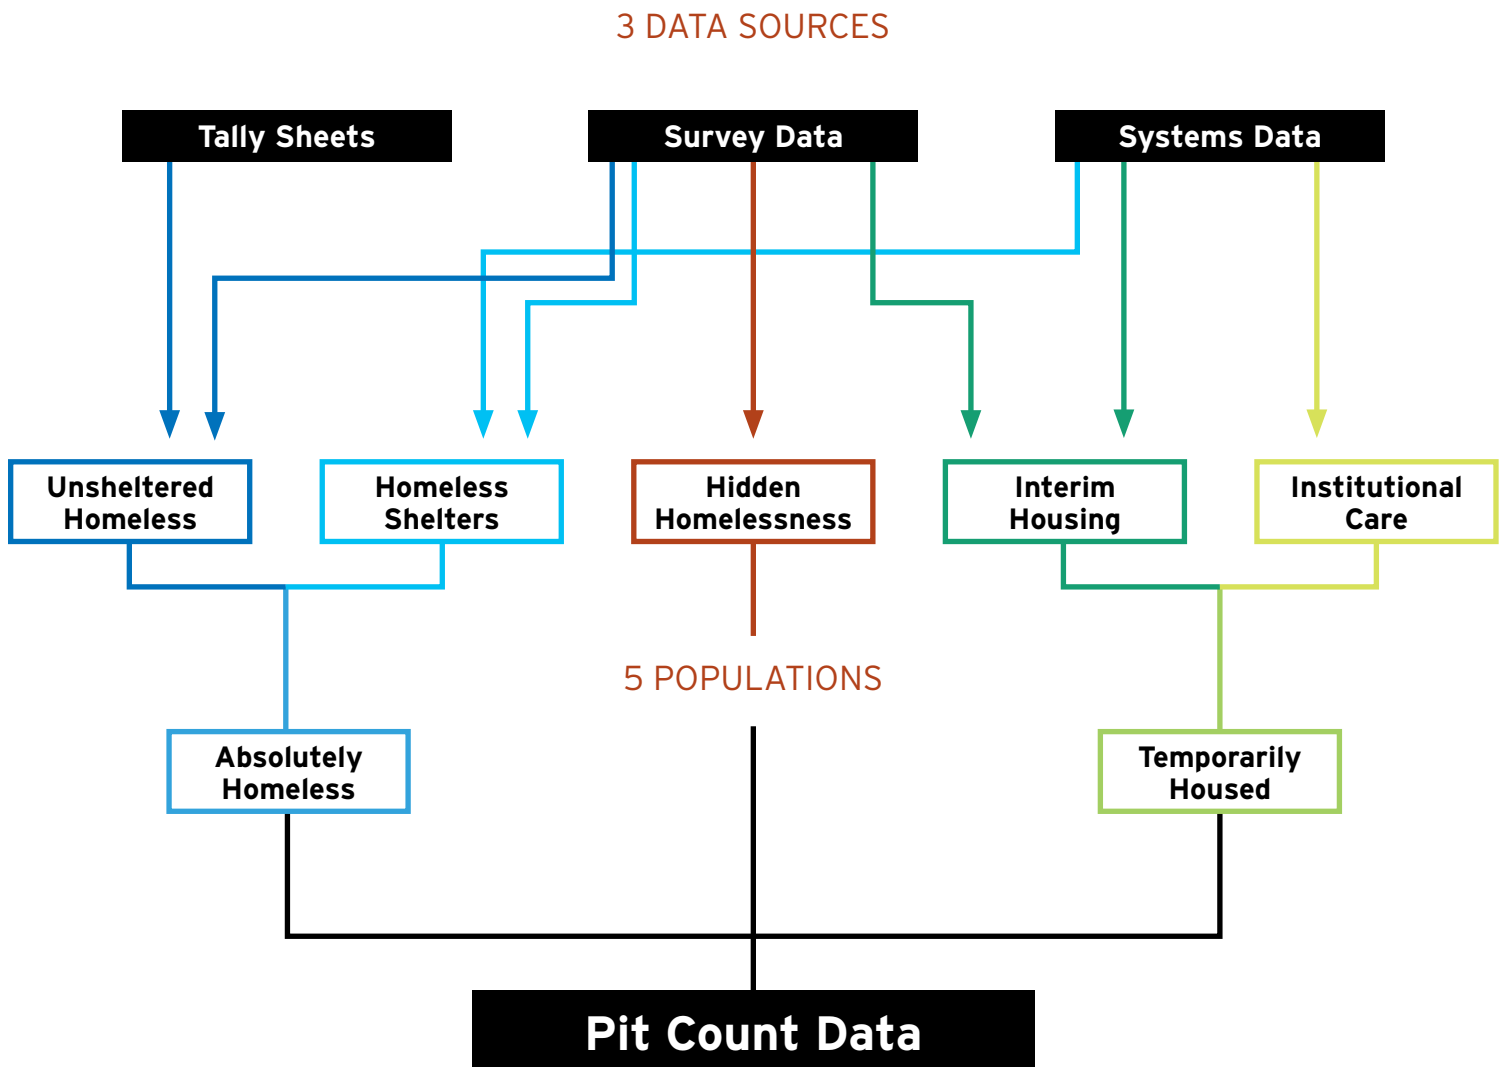 3 DATA SOURCES
Tally Sheets
Survey Data
Systems Data
Unsheltered
Homeless
Homeless
Shelters
Hidden
Homelessness
Interim
Housing
Institutional
Care
5 POPULATIONS
Absolutely
Homeless
Temporarily
Housed
Pit Count Data